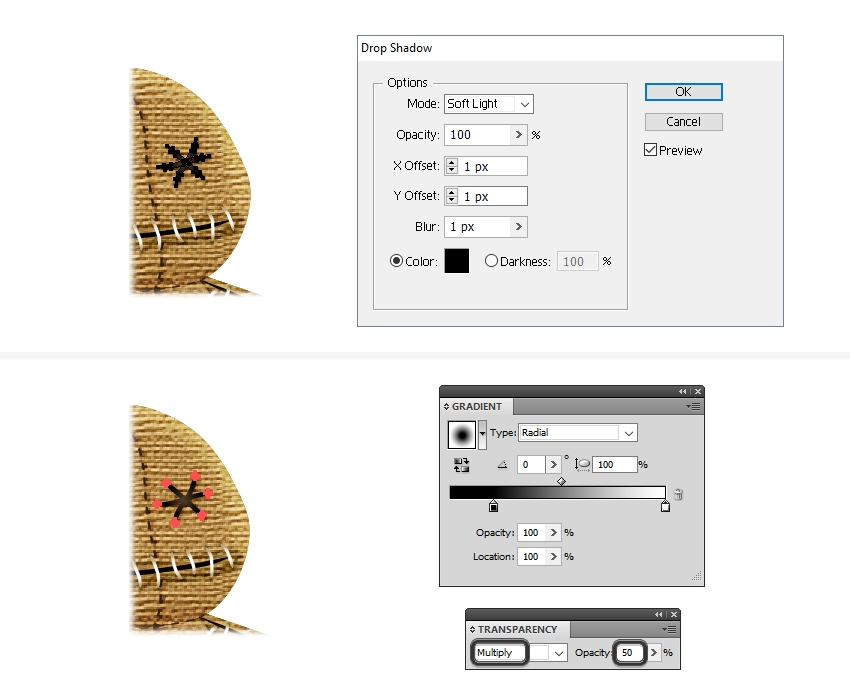 Drop Shadow
Options
Mode: Soft Light
Opacity: 100 %
X Offset: 1 px
Y Offset: 1 px
Blur: 1 px
Color: Darkness: 100 %
OK
Cancel
Preview
GRADIENT
Type: Radial
0 ° 100 %
Opacity: 100 %
Location: 100 %
TRANSPARENCY
Multiply Opacity: 50 %